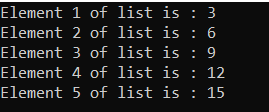 Element 1 of list is : 3
Element 2 of list is : 6
Element 3 of list is : 9
Element 4 of list is : 12
Element 5 of list is : 15